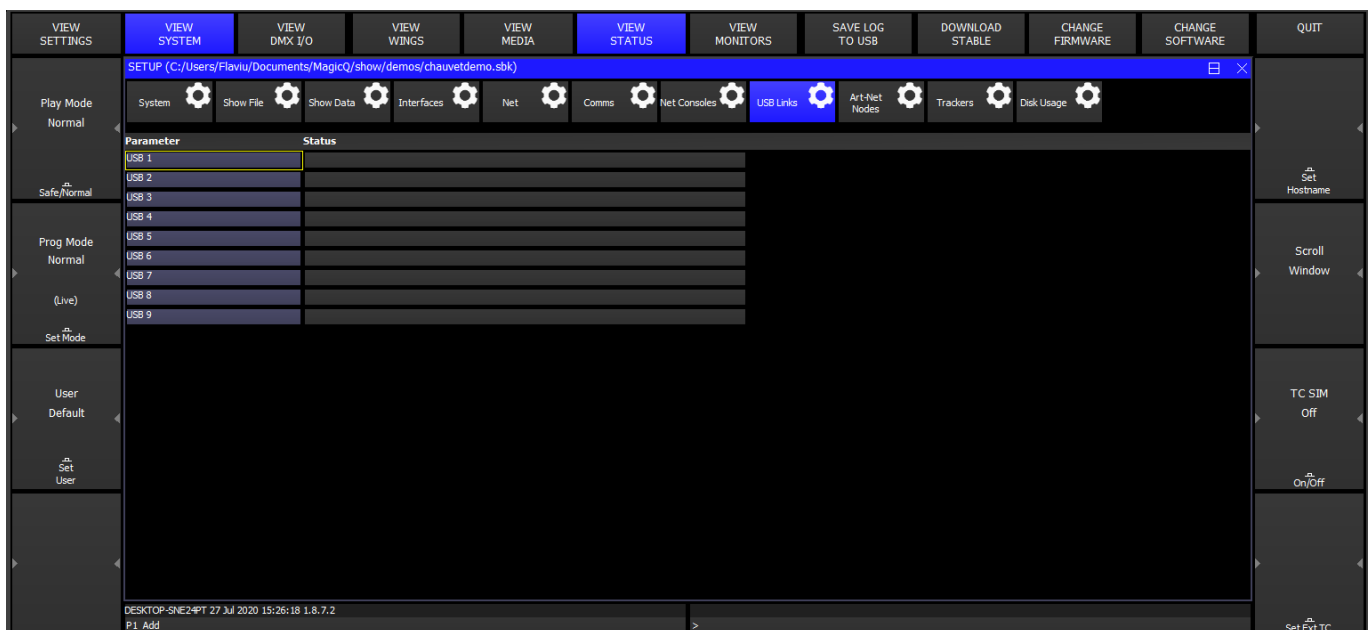 VIEW SETTINGS
VIEW SYSTEM
VIEW DMX I/O
VIEW WINGS
VIEW MEDIA
VIEW STATUS
VIEW MONITORS
SAVE LOG TO USB
DOWNLOAD STABLE
CHANGE FIRMWARE
CHANGE SOFTWARE
QUIT
SETUP (C:/Users/Flaviu/Documents/MagicQ/show/demos/chauvetdemo.sbk)
System
Show File
Show Data
Interfaces
Net
Comms
Net Consoles
USB Links
Art-Net Nodes
Trackers
Disk Usage
Parameter Status
USB 1
USB 2
USB 3
USB 4
USB 5
USB 6
USB 7
USB 8
USB 9
Play Mode
Normal
Safe/Normal
Prog Mode
Normal
(Live)
Set Mode
User
Default
Set
User
Set
Hostname
Scroll
Window
TC SIM
Off
On/Off
Set Ext TC
DESKTOP-SNE24PT 27 Jul 2020 15:26:18 1.8.7.2
P1 Add
>